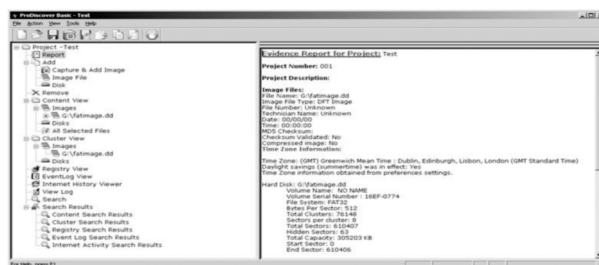 ProDiscover Basic - Test
File Action View Tools Help
Project -Test
Report
Add
Capture & Add Image
Image File
Disk
Remove
Content View
Images
G:\fatimage.dd
Disks
All Selected Files
Cluster View
Images
G:\fatimage.dd
Disks
Registry View
EventLog View
Internet History Viewer
View Log
Search
Search Results
Content Search Results
Cluster Search Results
Registry Search Results
Event Log Search Results
Internet Activity Search Results
Evidence Report for Project: Test
Project Number: 001
Project Description:
Image Files:
File Name: G:\fatimage.dd
Image File Type: DFT Image
File Number: Unknown
Technician Name: Unknown
Date: 00/00/00
Time: 00:00:00
MD5 Checksum:
Checksum Validated: No
Compressed image: No
Time Zone Information:
Time Zone: (GMT) Greenwich Mean Time : Dublin, Edinburgh, Lisbon, London (GMT Standard Time)
Daylight savings (summertime) was in effect: Yes
Time Zone information obtained from preferences settings.
Hard Disk: G:\fatimage.dd
Volume Name: NO NAME
Volume Serial Number : 16EF-0774
File System: FAT32
Bytes Per Sector: 512
Total Clusters: 76148
Sectors per cluster: 8
Total Sectors: 610407
Hidden Sectors: 63
Total Capacity: 305203 KB
Start Sector: 0
End Sector: 610406
For Help, press F1